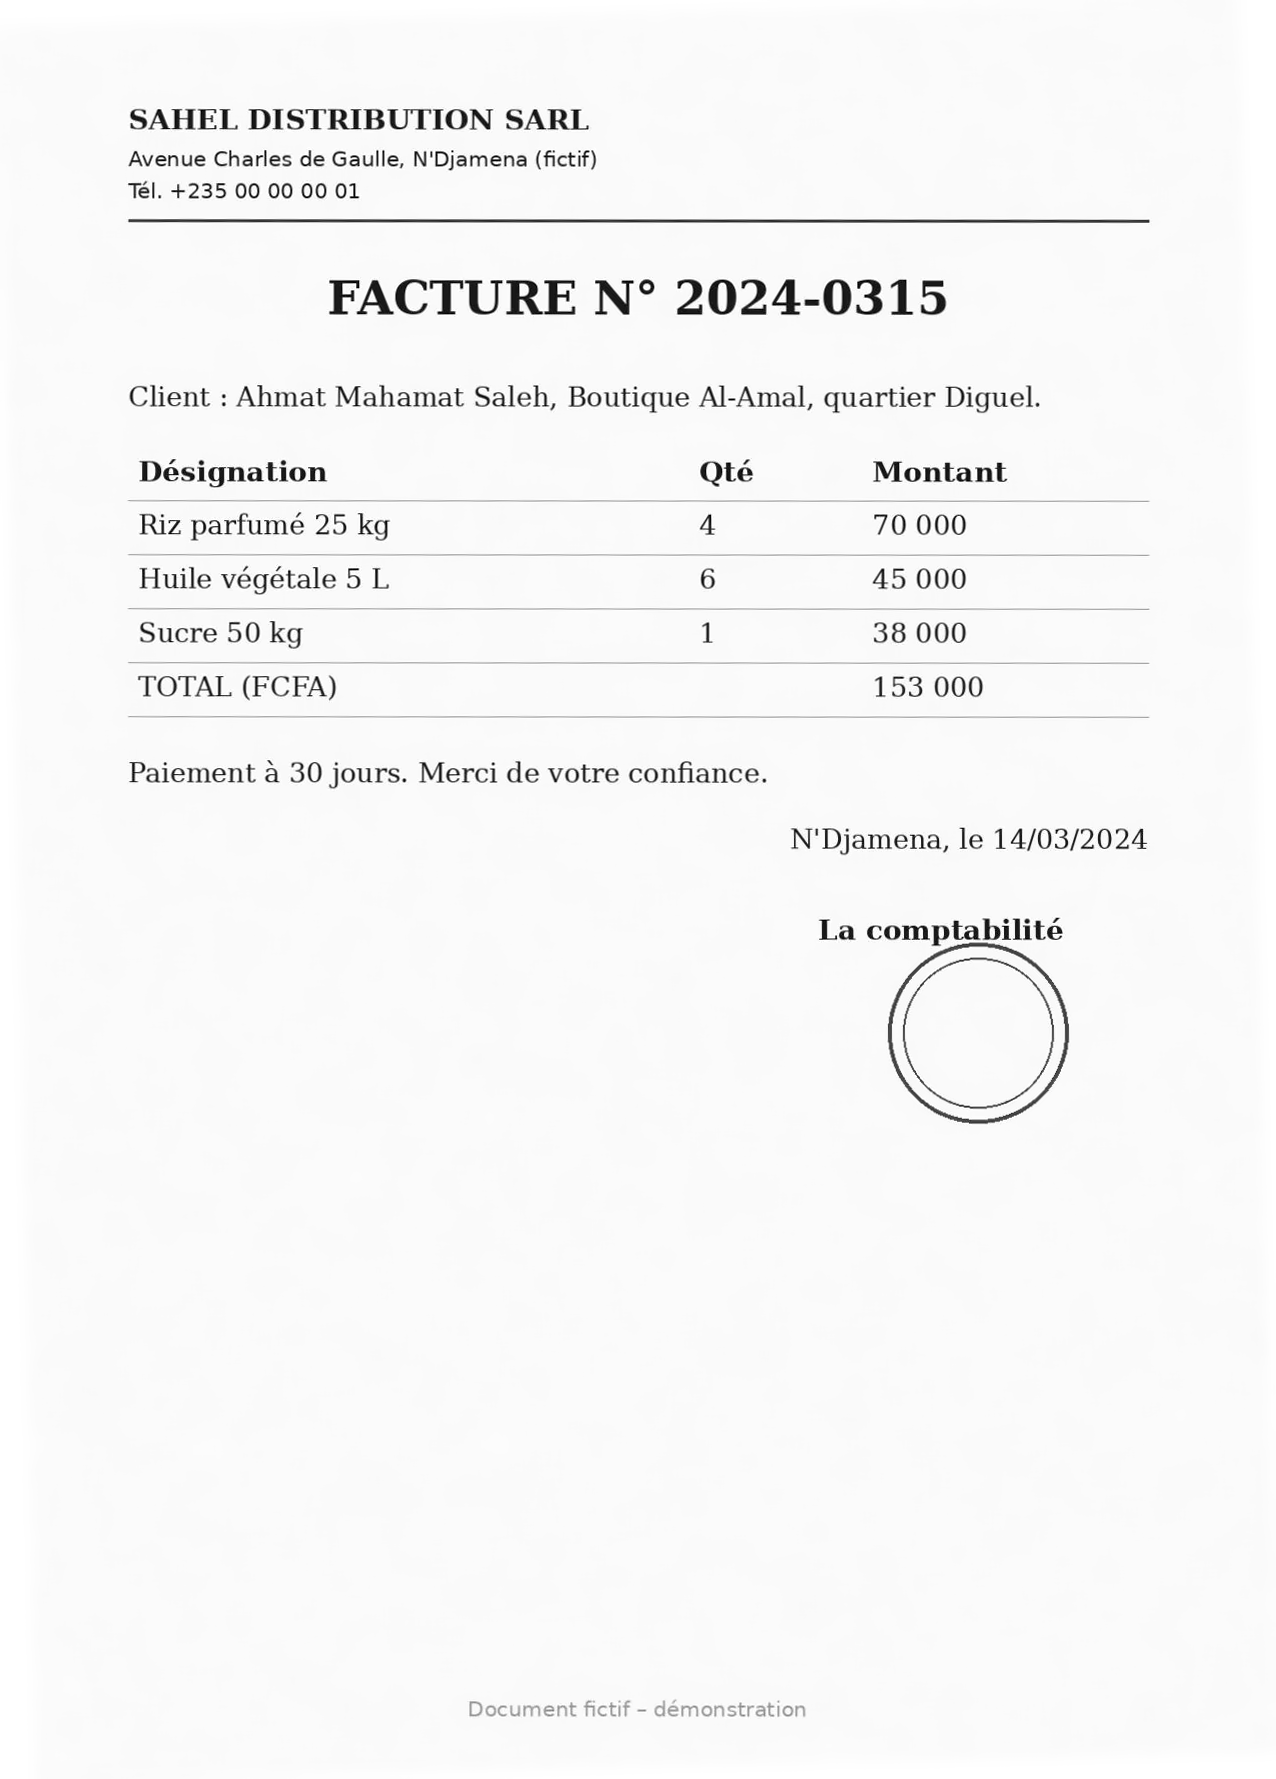 SAHEL DISTRIBUTION SARL
Avenue Charles de Gaulle, N'Djamena (fictif)
Tél. +235 00 00 00 01
FACTURE N° 2024-0315
Client : Ahmat Mahamat Saleh, Boutique Al-Amal, quartier Diguel.
Désignation Qté Montant
Riz parfumé 25 kg 4 70 000
Huile végétale 5 L 6 45 000
Sucre 50 kg 1 38 000
TOTAL (FCFA) 153 000
Paiement à 30 jours. Merci de votre confiance.
N'Djamena, le 14/03/2024
La comptabilité
Document fictif – démonstration